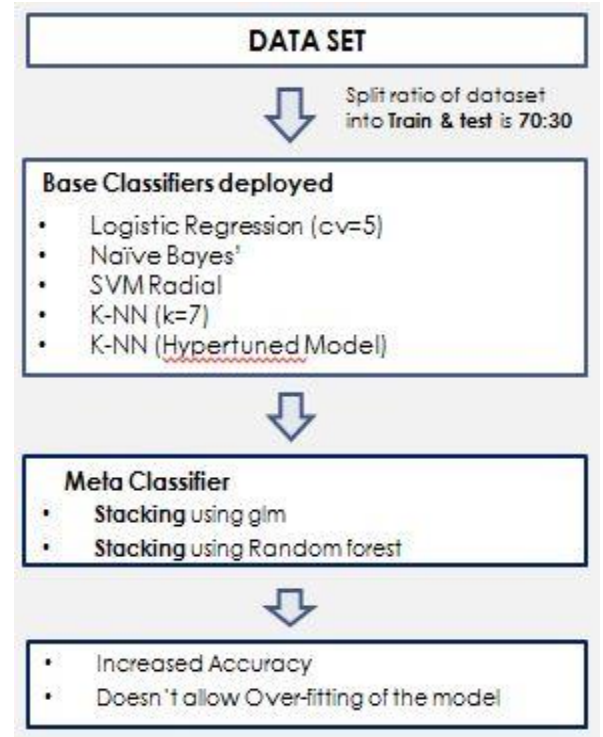 DATA SET
Split ratio of dataset
into Train & test is 70:30
Base Classifiers deployed
• Logistic Regression (cv=5)
• Naïve Bayes'
• SVM Radial
• K-NN (k=7)
• K-NN (Hypertuned Model)
Meta Classifier
• Stacking using glm
• Stacking using Random forest
• Increased Accuracy
• Doesn't allow Over-fitting of the model